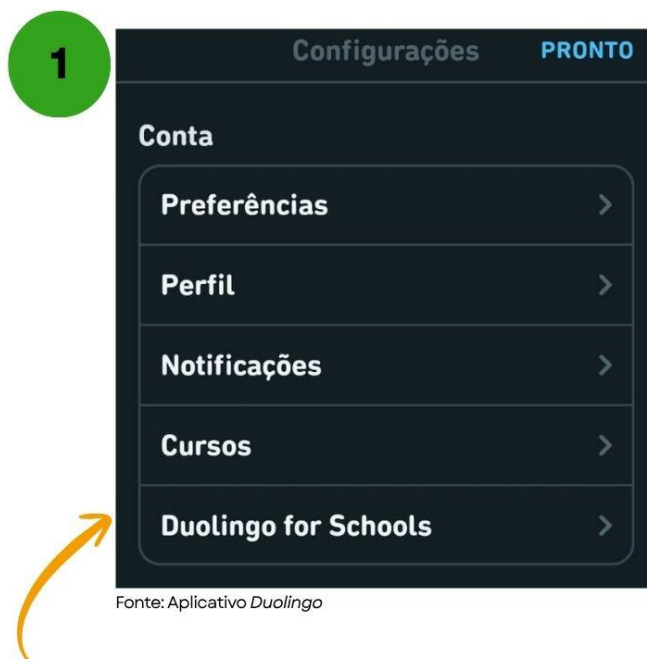 1
Configurações PRONTO
Conta
Preferências
Perfil
Notificações
Cursos
Duolingo for Schools
Fonte: Aplicativo Duolingo